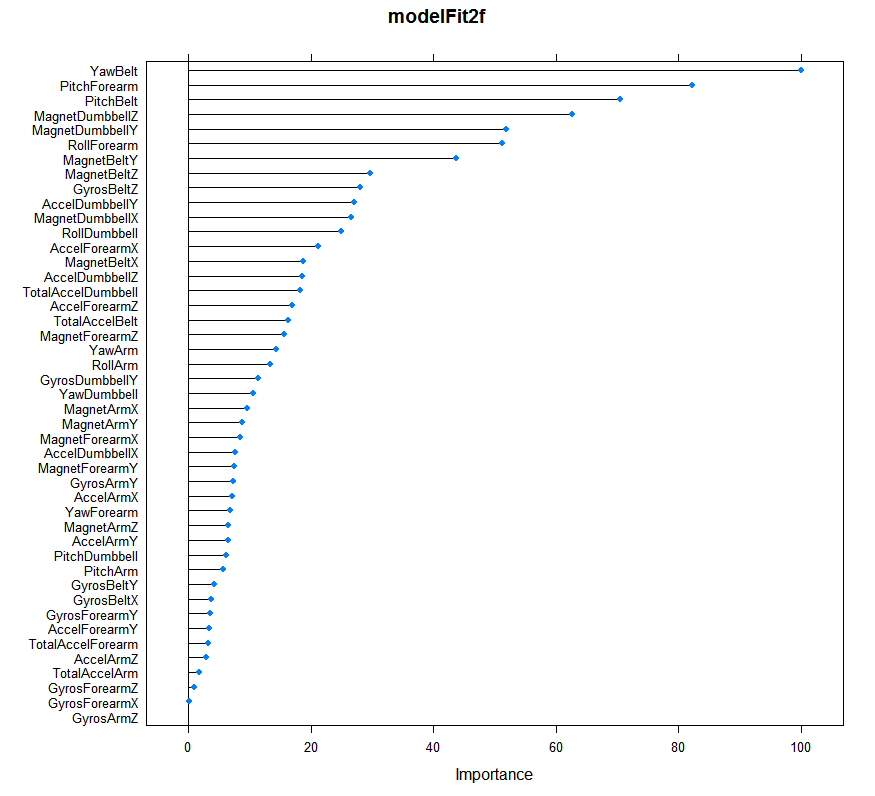 modelFit2f
YawBelt
PitchForearm
PitchBelt
MagnetDumbbellZ
MagnetDumbbellY
RollForearm
MagnetBeltY
MagnetBeltZ
GyrosBeltZ
AccelDumbbellY
MagnetDumbbellX
RollDumbbell
AccelForearmX
MagnetBeltX
AccelDumbbellZ
TotalAccelDumbbell
AccelForearmZ
TotalAccelBelt
MagnetForearmZ
YawArm
RollArm
GyrosDumbbellY
YawDumbbell
MagnetArmX
MagnetArmY
MagnetForearmX
AccelDumbbellX
MagnetForearmY
GyrosArmY
AccelArmX
YawForearm
MagnetArmZ
AccelArmY
PitchDumbbell
PitchArm
GyrosBeltY
GyrosBeltX
GyrosForearmY
AccelForearmY
TotalAccelForearm
AccelArmZ
TotalAccelArm
GyrosForearmZ
GyrosForearmX
GyrosArmZ
0 20 40 60 80 100
Importance